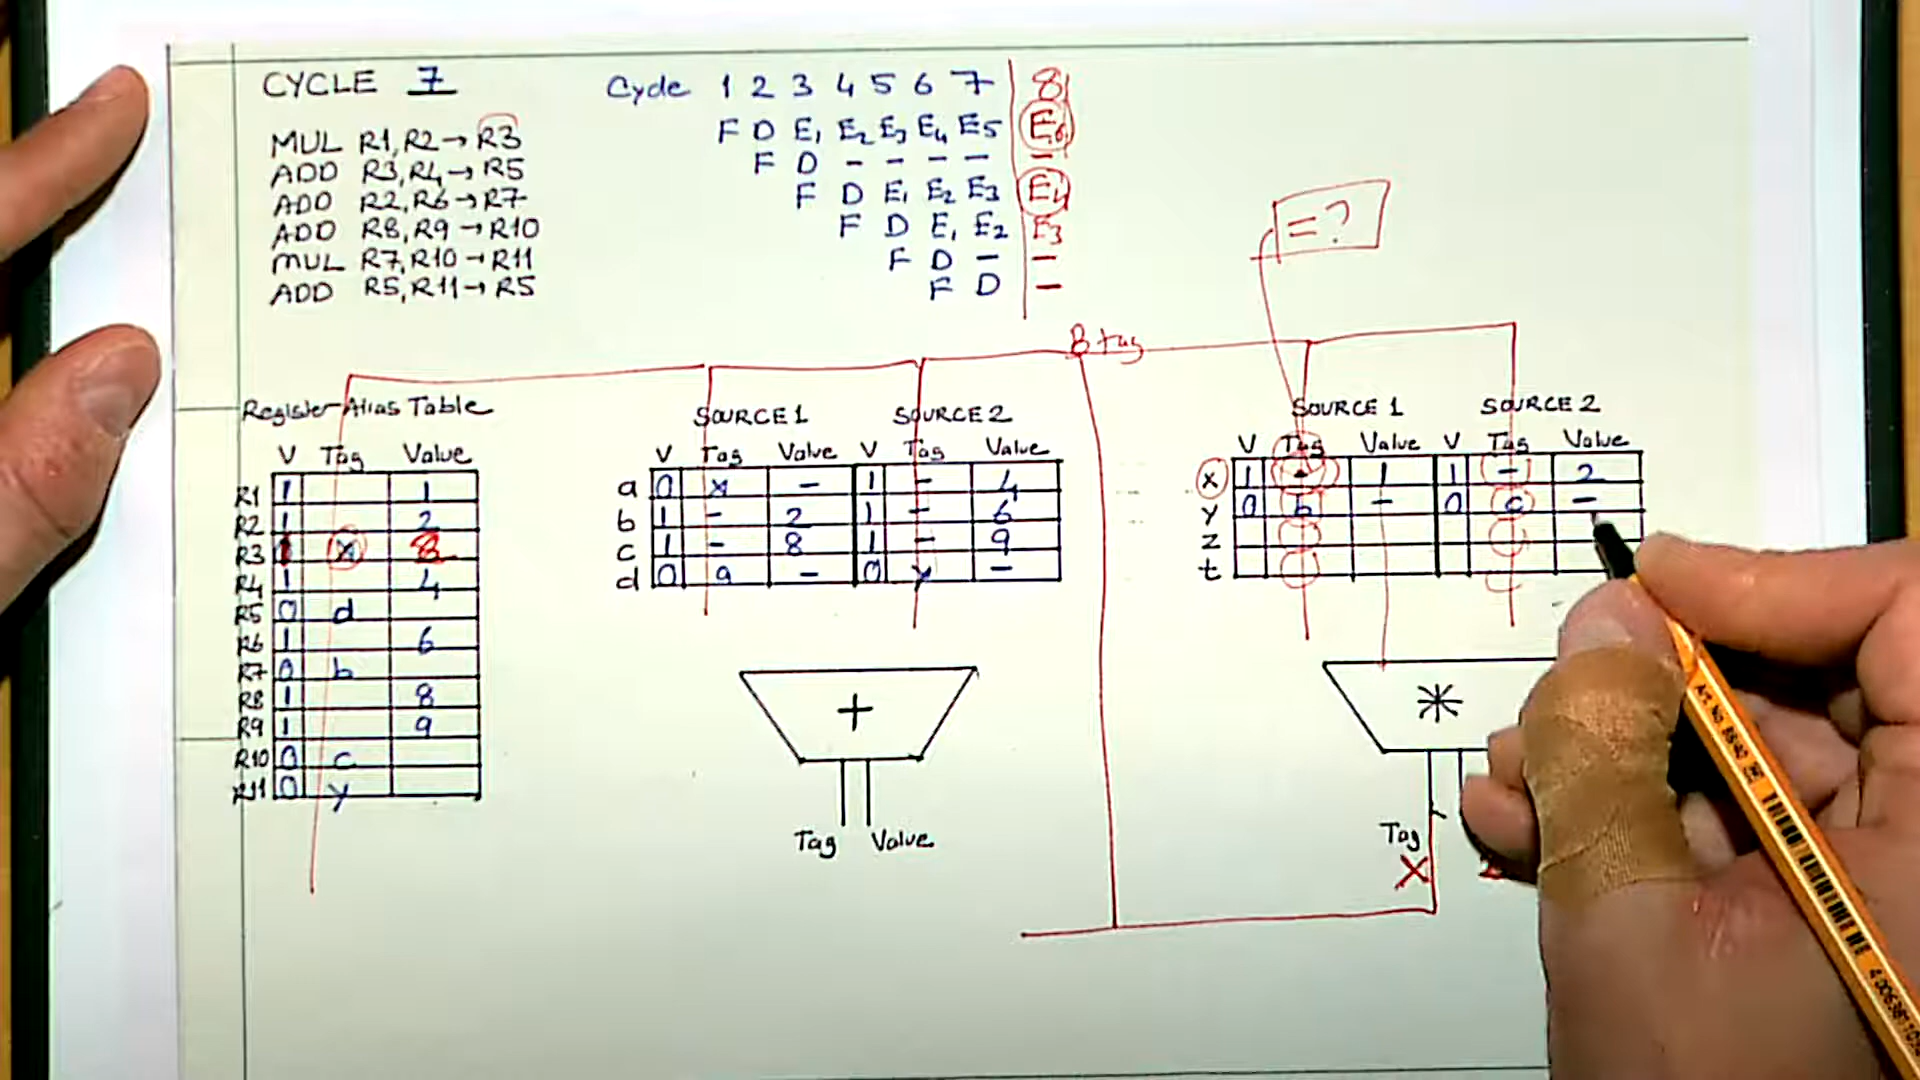 CYCLE 7
MUL R1, R2 → R3
ADD R3, R4 → R5
ADD R2, R6 → R7
ADD R8, R9 → R10
MUL R7, R10 → R11
ADD R5, R11 → R5
Cycle 1 2 3 4 5 6 7 8
F D E1 E2 E3 E4 E5 E6
F D - - - - - -
F D E1 E2 E3 E4
F D E1 E2 E3
F D - -
F D -
= ?
B tag
Register Alias Table
V Tag Value
R1 1 1
R2 1 2
R3 X
R4 1 4
R5 0 d
R6 1 6
R7 0 b
R8 1 8
R9 1 9
R10 0 c
R11 0 y
SOURCE 1 SOURCE 2
V Tag Value V Tag Value
a 0 x - 1 - 4
b 1 - 2 1 - 6
c 1 - 8 1 - 9
d 0 a - 0 y -
+
Tag Value
SOURCE 1 SOURCE 2
V Tag Value V Tag Value
x 1 - 1 1 - 2
y 0 b - 0 c -
z
t
*
Tag
X